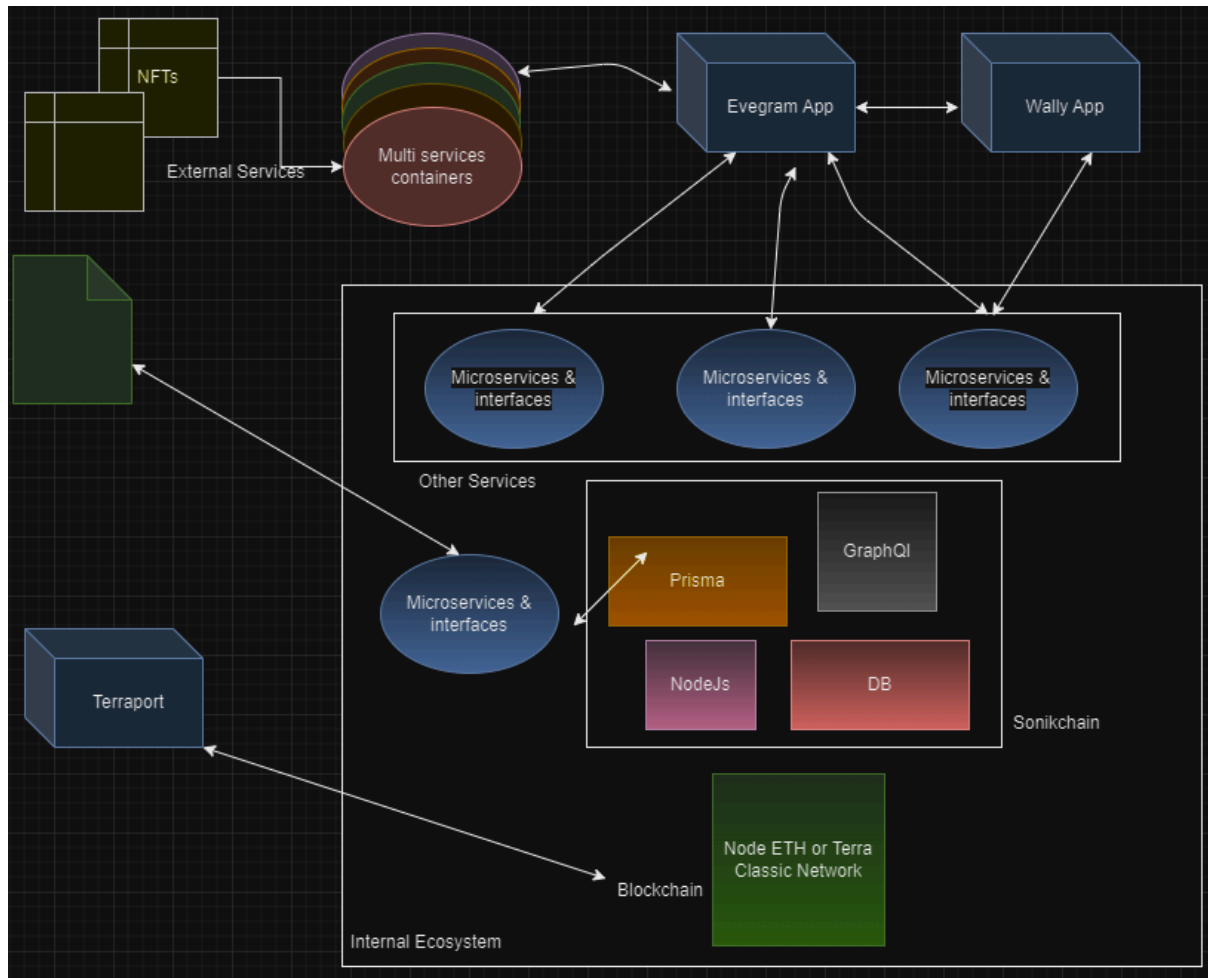 NFTs
External Services
Multi services
containers
Evegram App
Wally App
Microservices &
interfaces
Microservices &
interfaces
Microservices &
interfaces
Other Services
Microservices &
interfaces
Prisma
GraphQl
NodeJs
DB
Sonikchain
Terraport
Node ETH or Terra
Classic Network
Blockchain
Internal Ecosystem